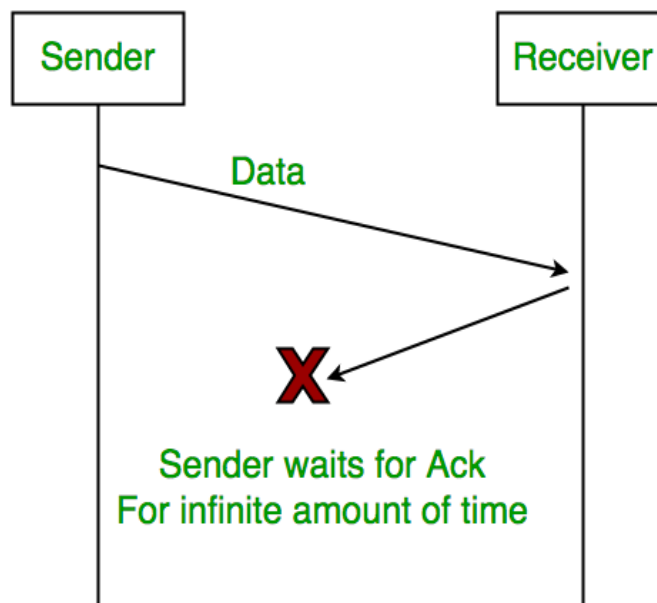 Sender
Receiver
Data
X
Sender waits for Ack
For infinite amount of time